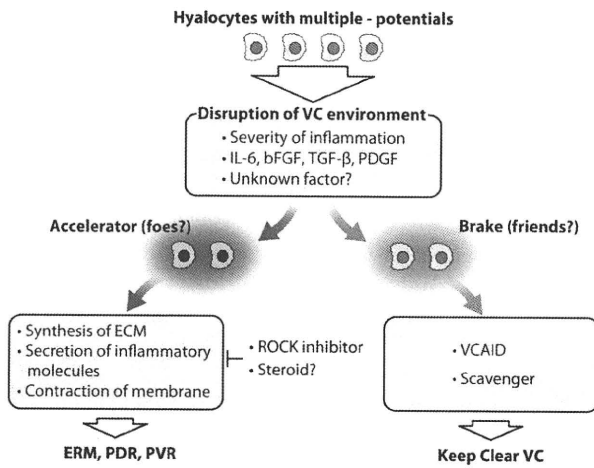 Hyalocytes with multiple - potentials
Disruption of VC environment
• Severity of inflammation
• IL-6, bFGF, TGF-β, PDGF
• Unknown factor?
Accelerator (foes?)
Brake (friends?)
• Synthesis of ECM
• Secretion of inflammatory
molecules
• Contraction of membrane
• ROCK inhibitor
• Steroid?
• VCAID
• Scavenger
ERM, PDR, PVR
Keep Clear VC